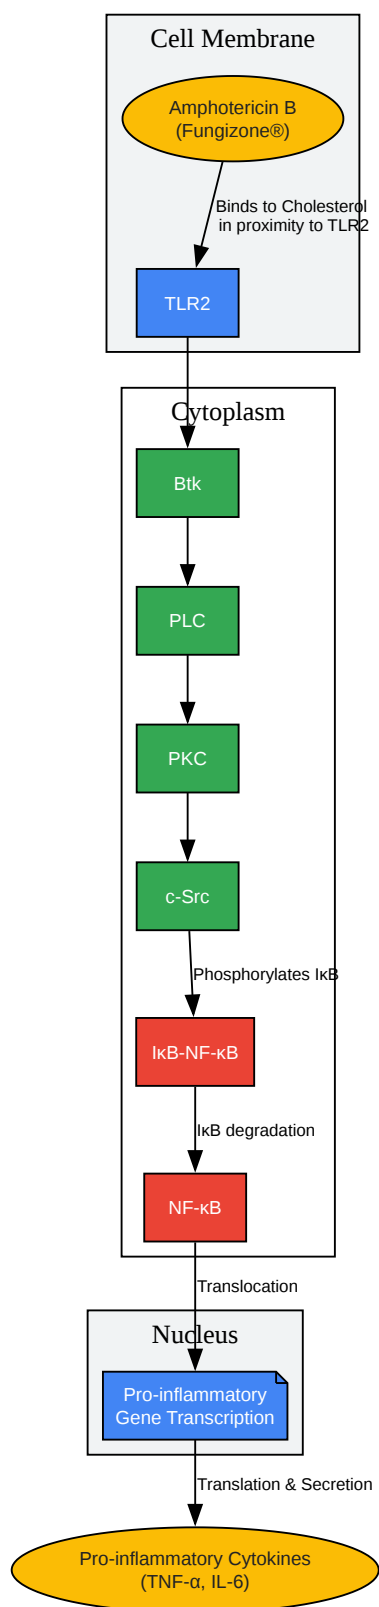 Cell Membrane
Amphotericin B
(Fungizone®)
Binds to Cholesterol
in proximity to TLR2
TLR2
Cytoplasm
Btk
PLC
PKC
c-Src
Phosphorylates IκB
IκB-NF-κB
IκB degradation
NF-κB
Translocation
Nucleus
Pro-inflammatory
Gene Transcription
Translation & Secretion
Pro-inflammatory Cytokines
(TNF-α, IL-6)